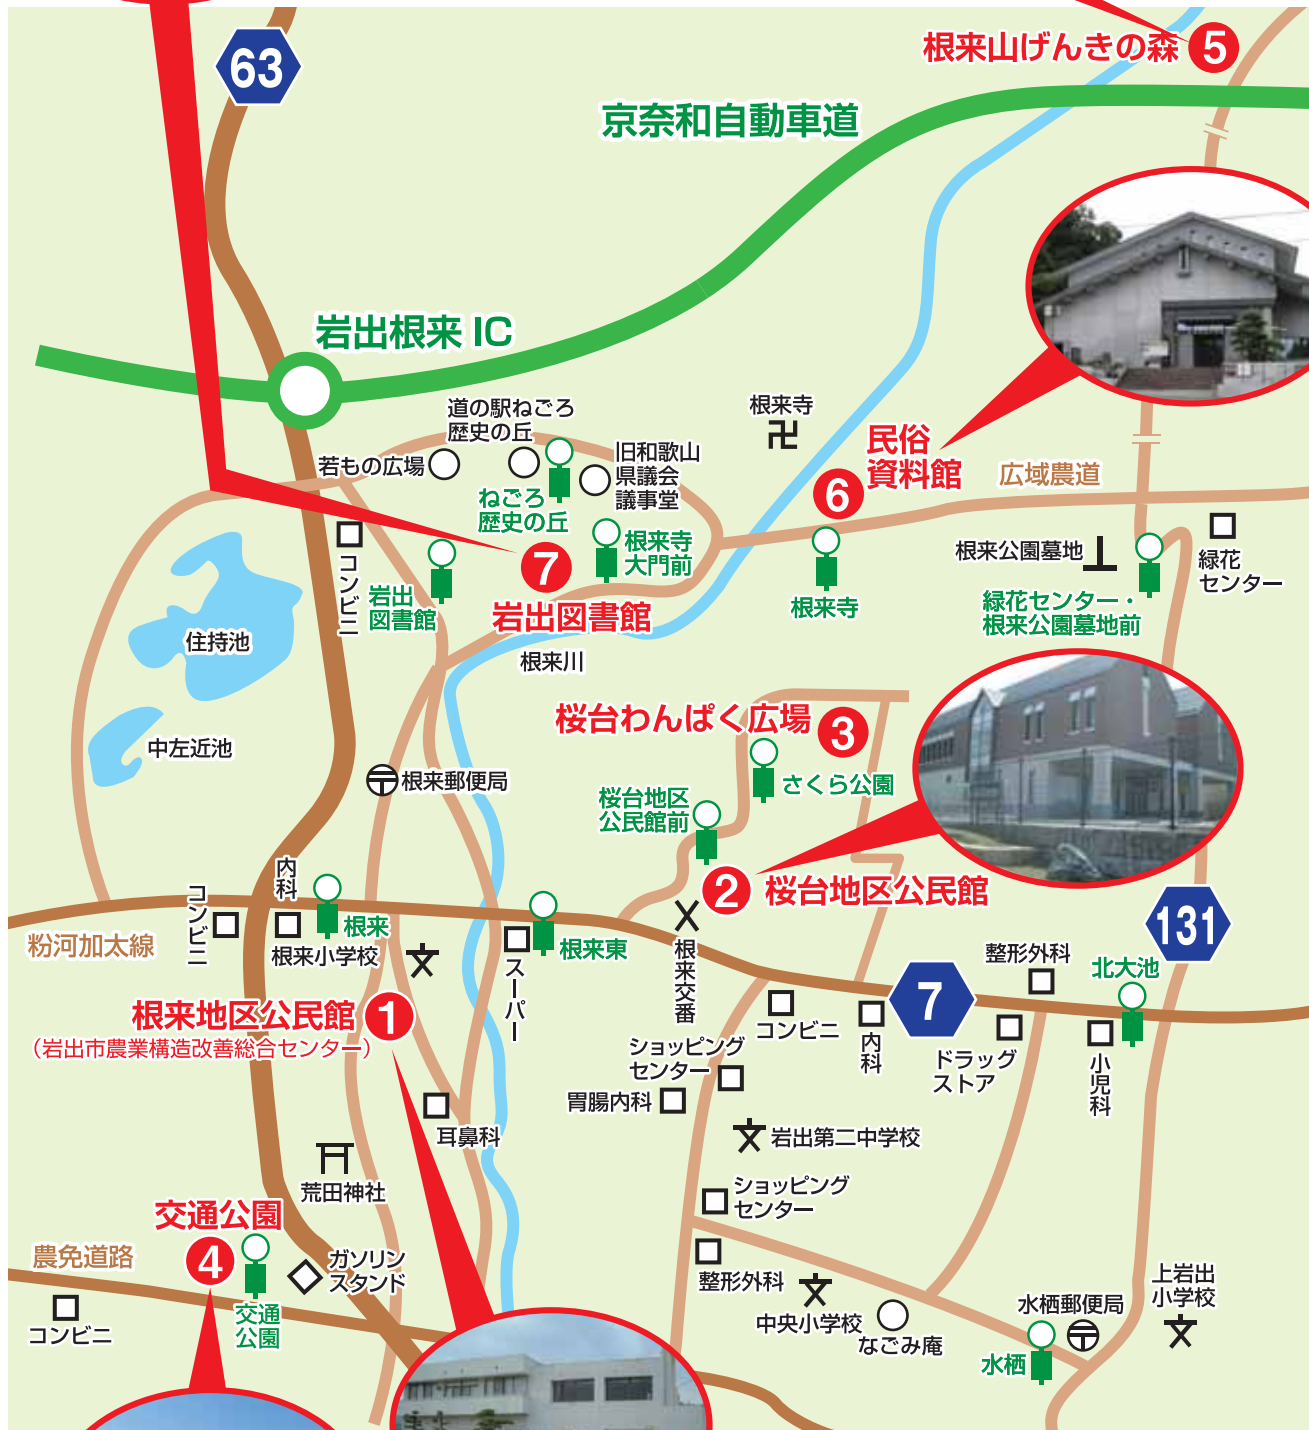 根来山げんきの森
5
63
京奈和自動車道
岩出根来 IC
道の駅ねごろ
歴史の丘
根来寺
若もの広場
旧和歌山
県議会
議事堂
民俗
資料館
6
広域農道
ねごろ
歴史の丘
根来寺
大門前
コンビニ
岩出
図書館
7
岩出図書館
根来寺
根来公園墓地
緑花
センター
緑花センター・
根来公園墓地前
住持池
根来川
中左近池
桜台わんぱく広場
3
根来郵便局
さくら公園
桜台地区
公民館前
2
桜台地区公民館
内科
コンビニ
根来
粉河加太線
根来小学校
スーパー
根来東
根来交番
131
整形外科
北大池
7
根来地区公民館
1
(岩出市農業構造改善総合センター)
コンビニ
内科
ドラッグ
ストア
小児科
ショッピング
センター
胃腸内科
耳鼻科
岩出第二中学校
荒田神社
ショッピング
センター
交通公園
4
農免道路
ガソリン
スタンド
整形外科
上岩出
小学校
コンビニ
交通
公園
中央小学校
なごみ庵
水栖郵便局
水栖